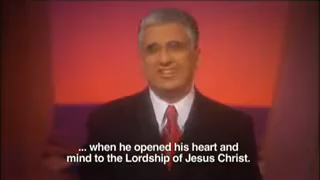 ... when he opened his heart and
mind to the Lordship of Jesus Christ.